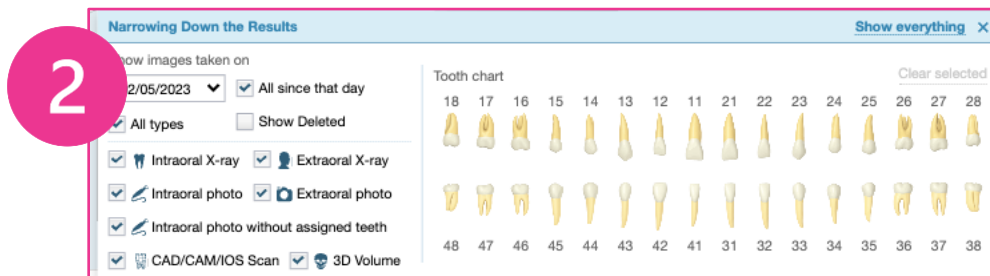 Narrowing Down the Results
Show everything
2
images taken on
2/05/2023
All since that day
All types
Show Deleted
Intraoral X-ray
Extraoral X-ray
Intraoral photo
Extraoral photo
Intraoral photo without assigned teeth
CAD/CAM/IOS Scan
3D Volume
Tooth chart
Clear selected
18 17 16 15 14 13 12 11 21 22 23 24 25 26 27 28
48 47 46 45 44 43 42 41 31 32 33 34 35 36 37 38